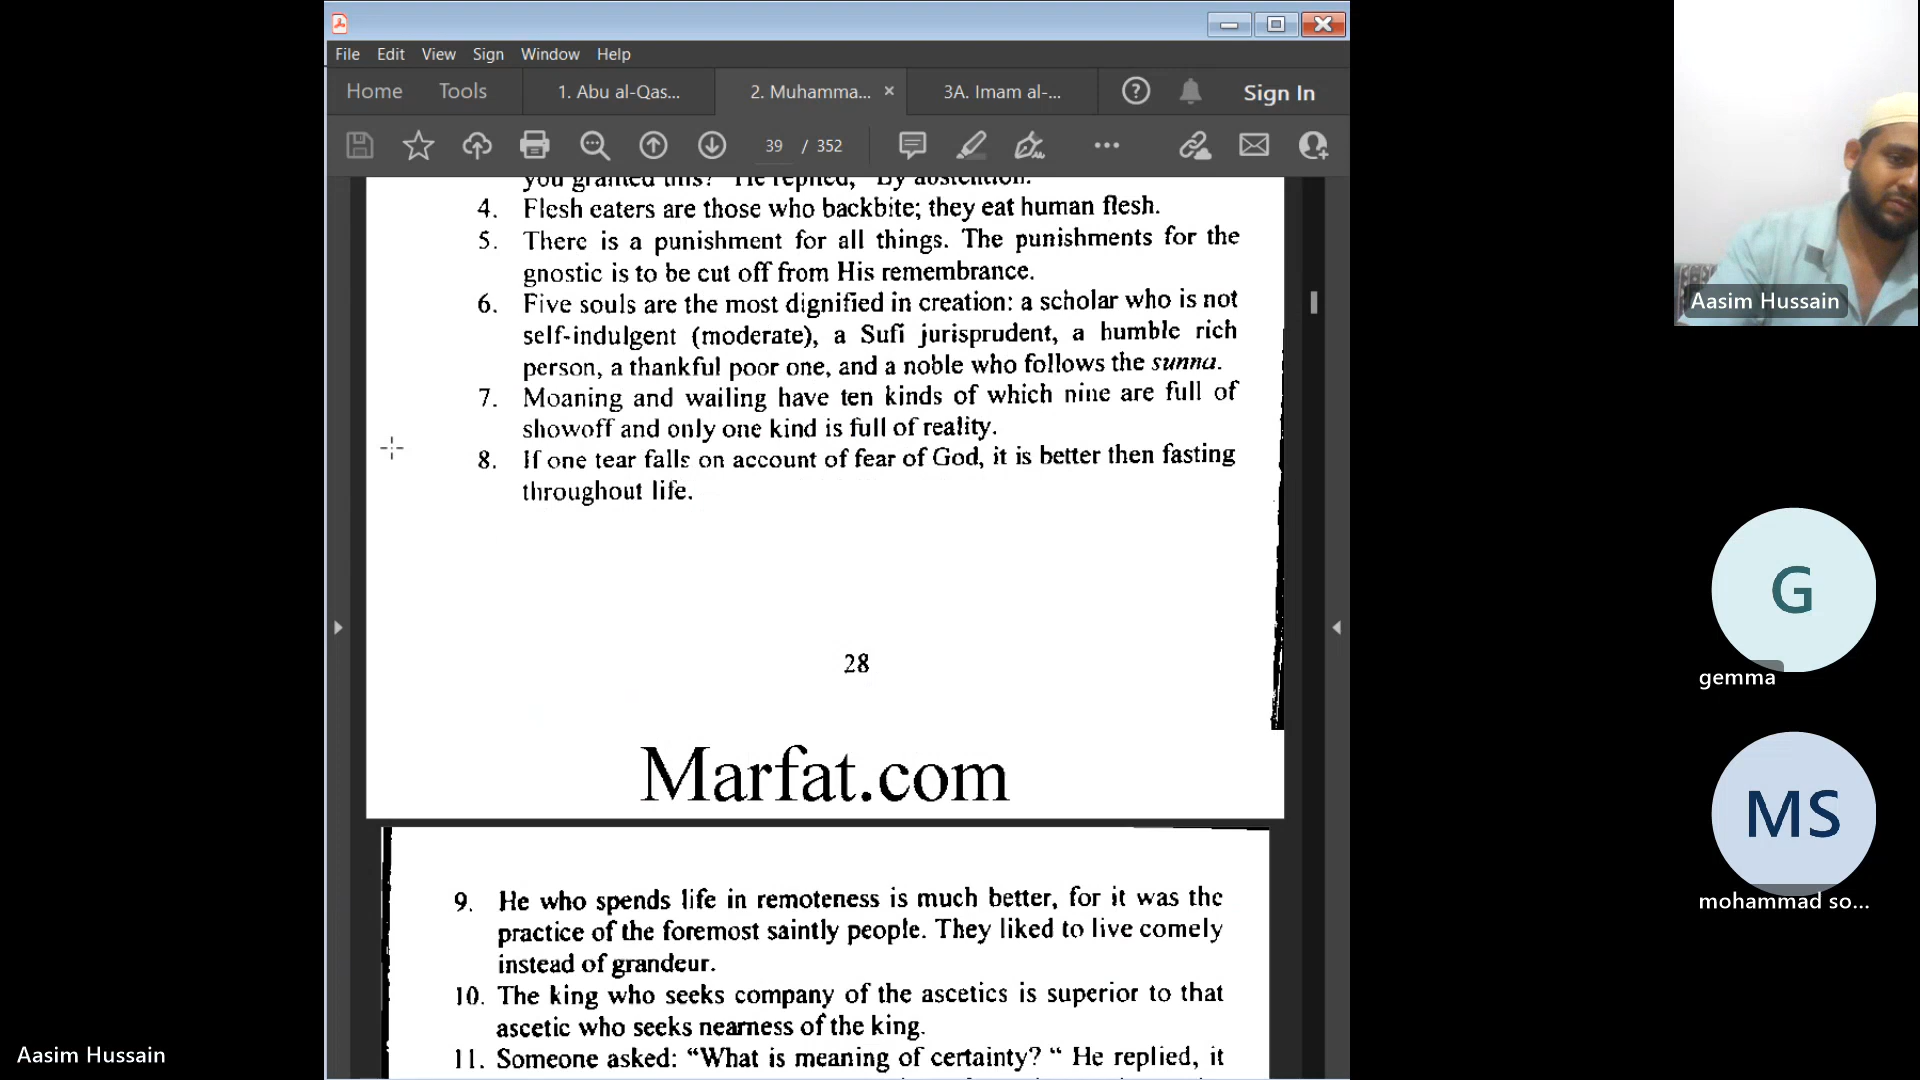 File Edit View Sign Window Help
Home Tools 1. Abu al-Qas... 2. Muhamma... × 3A. Imam al-... ? Sign In
39 / 352
you granted this? He replied, "By abstention.
4. Flesh eaters are those who backbite; they eat human flesh.
5. There is a punishment for all things. The punishments for the
gnostic is to be cut off from His remembrance.
6. Five souls are the most dignified in creation: a scholar who is not
self-indulgent (moderate), a Sufi jurisprudent, a humble rich
person, a thankful poor one, and a noble who follows the sunna.
7. Moaning and wailing have ten kinds of which nine are full of
showoff and only one kind is full of reality.
8. If one tear falls on account of fear of God, it is better then fasting
throughout life.
28
Marfat.com
9. He who spends life in remoteness is much better, for it was the
practice of the foremost saintly people. They liked to live comely
instead of grandeur.
10. The king who seeks company of the ascetics is superior to that
ascetic who seeks nearness of the king.
11. Someone asked: “What is meaning of certainty? “ He replied, it
Aasim Hussain
G
gemma
MS
mohammad so...
Aasim Hussain